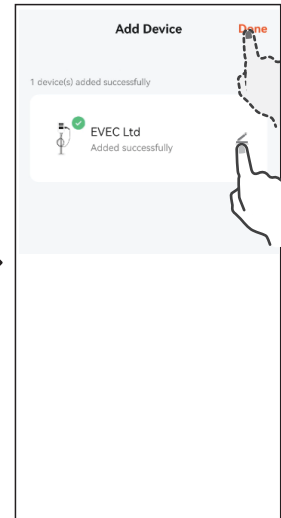 Add Device
Done
1 device(s) added successfully
EVEC Ltd
Added successfully